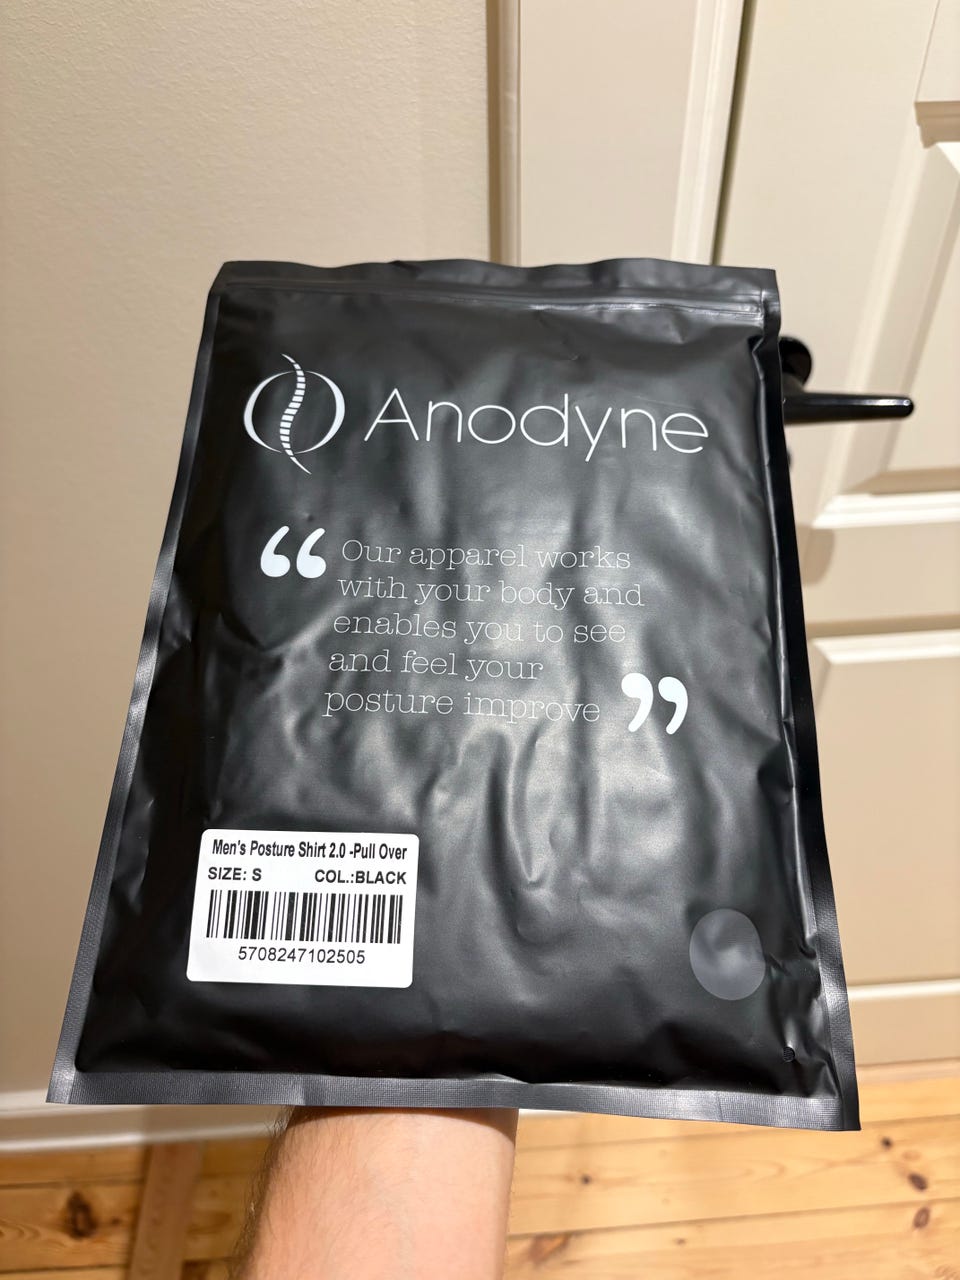 Anodyne
“ Our apparel works
with your body and
enables you to see
and feel your
posture improve ”
Men's Posture Shirt 2.0 -Pull Over
SIZE: S COL.:BLACK
5708247102505